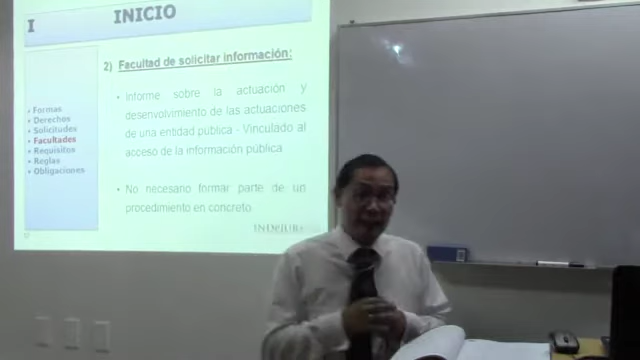 I INICIO
2) Facultad de solicitar información:
• Informe sobre la actuación y
desenvolvimiento de las actuaciones
de una entidad pública - Vinculado al
acceso de la información pública
• No necesario formar parte de un
procedimiento en concreto
• Formas
• Derechos
• Solicitudes
• Facultades
• Requisitos
• Reglas
• Obligaciones